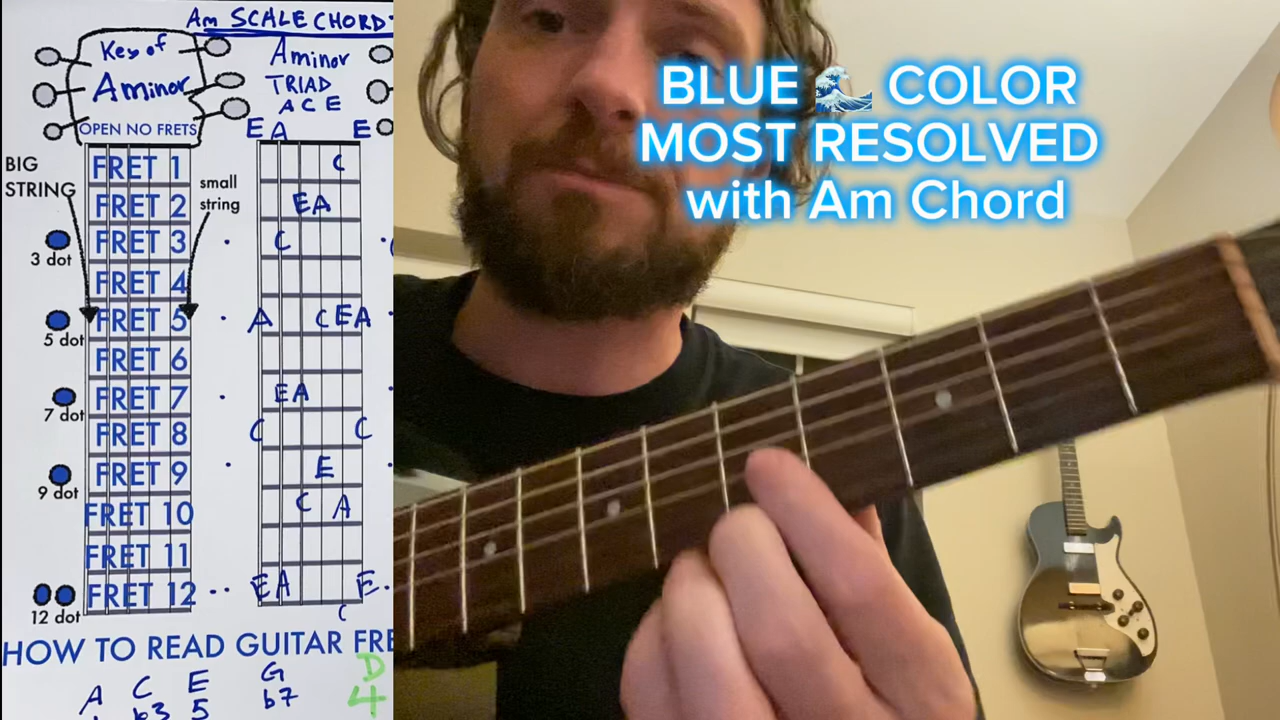 Am SCALE CHORD
Key of
Aminor
OPEN NO FRETS
Aminor
TRIAD
A C E
E A E
BIG
STRING
small
string
FRET 1
C
FRET 2
E A
3 dot
FRET 3
C
FRET 4
5 dot
FRET 5
A C E A
FRET 6
7 dot
FRET 7
E A
FRET 8
C C
9 dot
FRET 9
E
FRET 10
C A
FRET 11
12 dot
FRET 12
E A E
C
HOW TO READ GUITAR FRE
A C E G D
b3 5 b7 4
BLUE 🌊 COLOR
MOST RESOLVED
with Am Chord